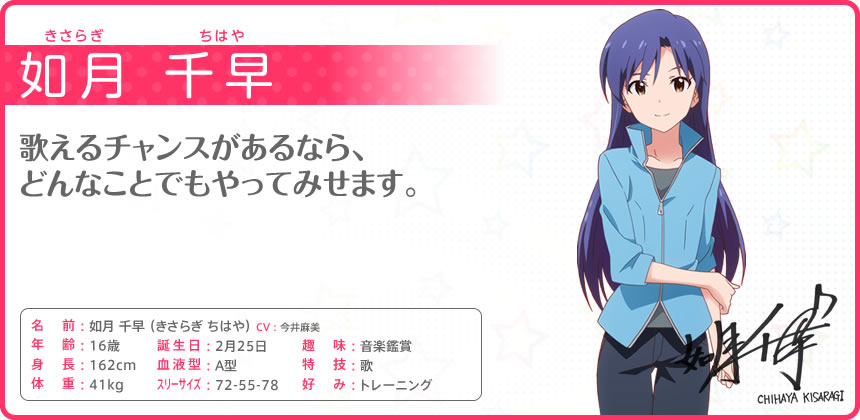 きさらぎ ちはや
如月 千早
歌えるチャンスがあるなら、
どんなことでもやってみせます。
名 前：如月 千早 (きさらぎ ちはや) CV：今井麻美
年 齢：16歳 誕生日：2月25日 趣 味：音楽鑑賞
身 長：162cm 血液型：A型 特 技：歌
体 重：41kg ｽﾘｰサイズ：72-55-78 好 み：トレーニング
如月千早♪
CHIHAYA KISARAGI